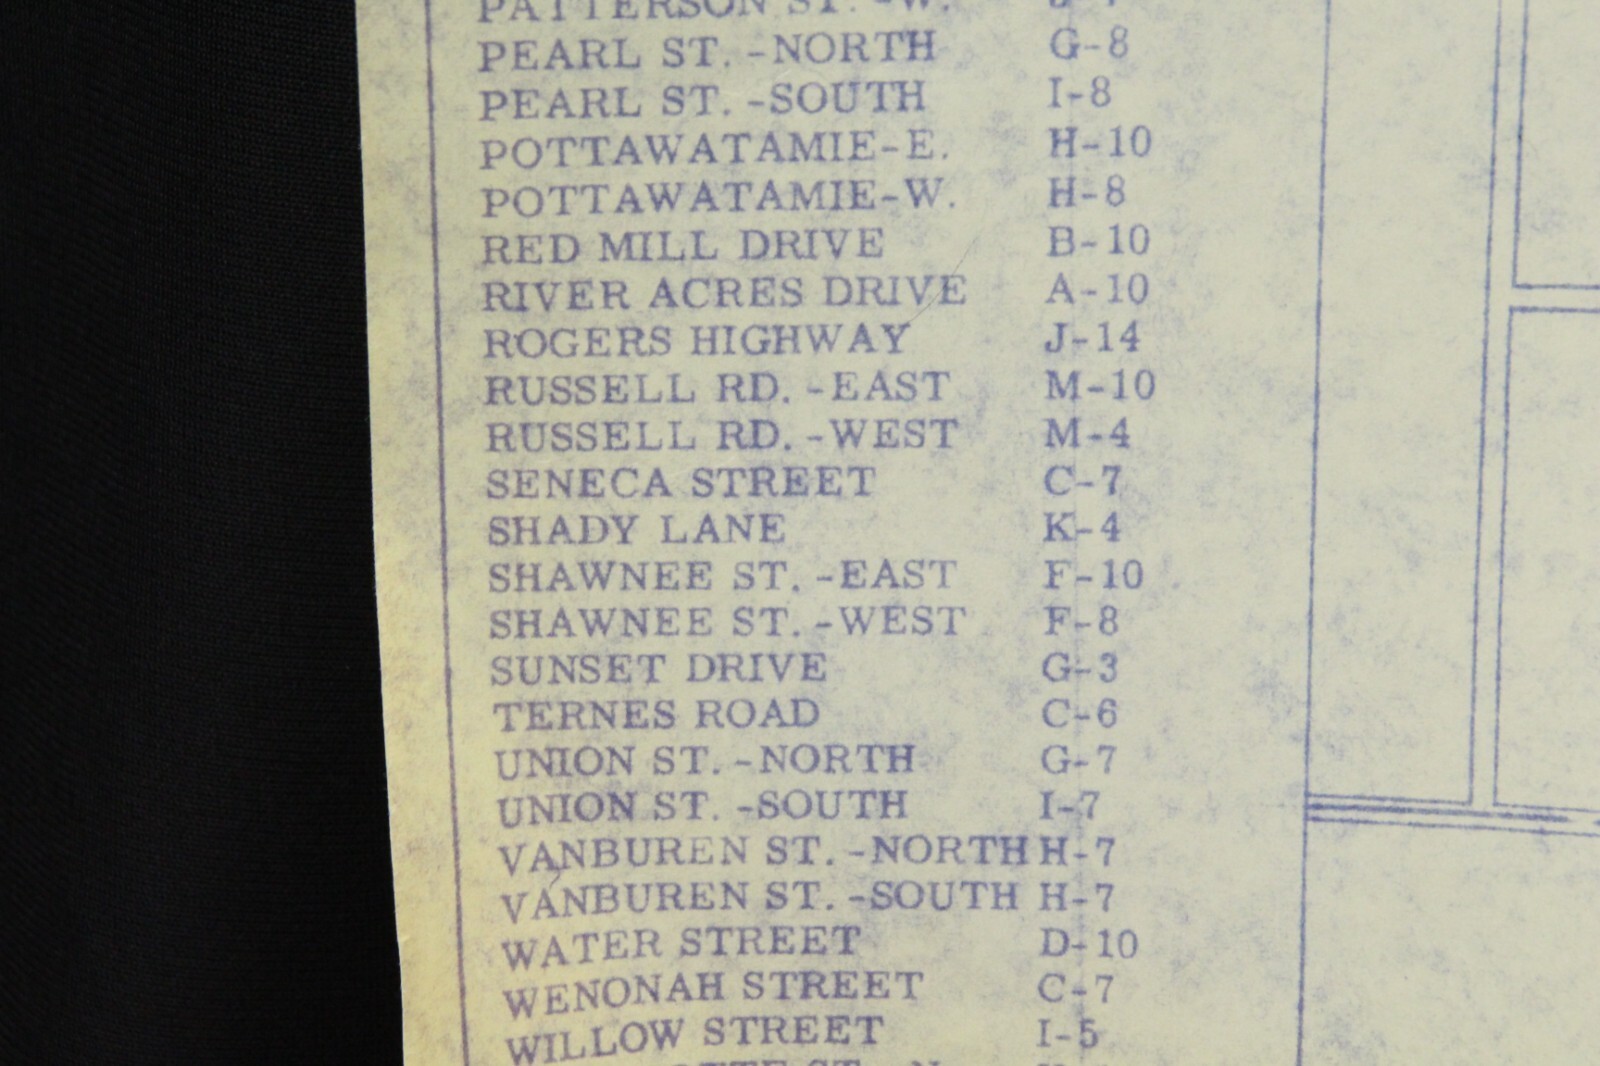 PATTERSON ST. -W.
PEARL ST. -NORTH G-8
PEARL ST. -SOUTH I-8
POTTAWATAMIE-E. H-10
POTTAWATAMIE-W. H-8
RED MILL DRIVE B-10
RIVER ACRES DRIVE A-10
ROGERS HIGHWAY J-14
RUSSELL RD. -EAST M-10
RUSSELL RD. -WEST M-4
SENECA STREET C-7
SHADY LANE K-4
SHAWNEE ST. -EAST F-10
SHAWNEE ST. -WEST F-8
SUNSET DRIVE G-3
TERNES ROAD C-6
UNION ST. -NORTH G-7
UNION ST. -SOUTH I-7
VANBUREN ST. -NORTH H-7
VANBUREN ST. -SOUTH H-7
WATER STREET D-10
WENONAH STREET C-7
WILLOW STREET I-5